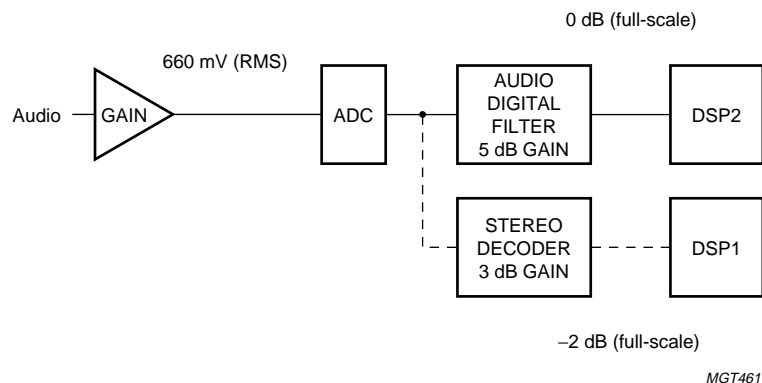 0 dB (full-scale)
660 mV (RMS)
Audio
GAIN
ADC
AUDIO
DIGITAL
FILTER
5 dB GAIN
DSP2
STEREO
DECODER
3 dB GAIN
DSP1
−2 dB (full-scale)
MGT461